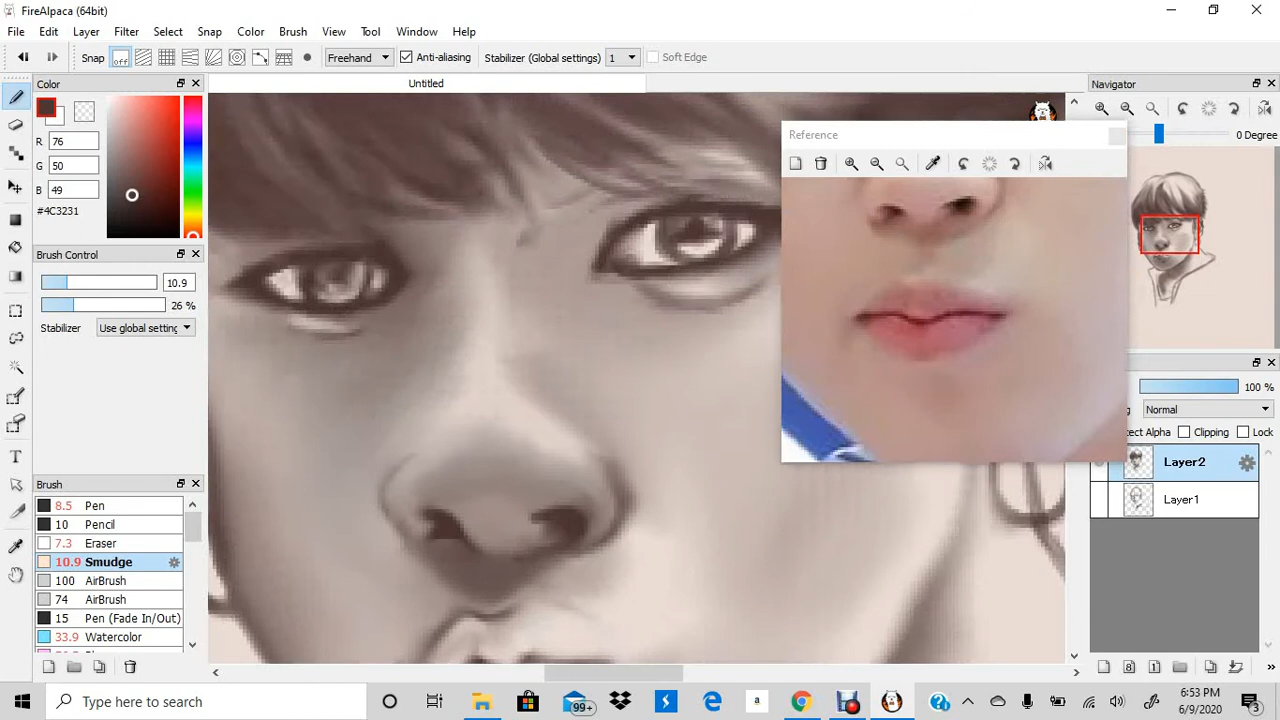 FireAlpaca (64bit)
File Edit Layer Filter Select Snap Color Brush View Tool Window Help
Snap off Freehand Anti-aliasing Stabilizer (Global settings) 1 Soft Edge
Color
Untitled
Navigator
R 76
G 50
B 49
#4C3231
0 Degree
Reference
Brush Control
10.9
26 %
Stabilizer Use global setting
100 %
Normal
Clipping Lock
Layer2
Layer1
Brush
8.5 Pen
10 Pencil
7.3 Eraser
10.9 Smudge
100 AirBrush
74 AirBrush
15 Pen (Fade In/Out)
33.9 Watercolor
Type here to search
99+
a
6:53 PM
6/9/2020
3